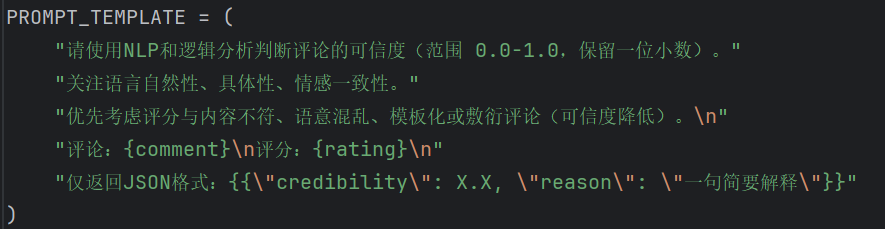 PROMPT_TEMPLATE = (
    "请使用NLP和逻辑分析判断评论的可信度（范围 0.0-1.0，保留一位小数）。"
    "关注语言自然性、具体性、情感一致性。"
    "优先考虑评分与内容不符、语意混乱、模板化或敷衍评论（可信度降低）。\n"
    "评论：{comment}\n评分：{rating}\n"
    "仅返回JSON格式：{{\"credibility\": X.X, \"reason\": \"一句简要解释\"}}"
)